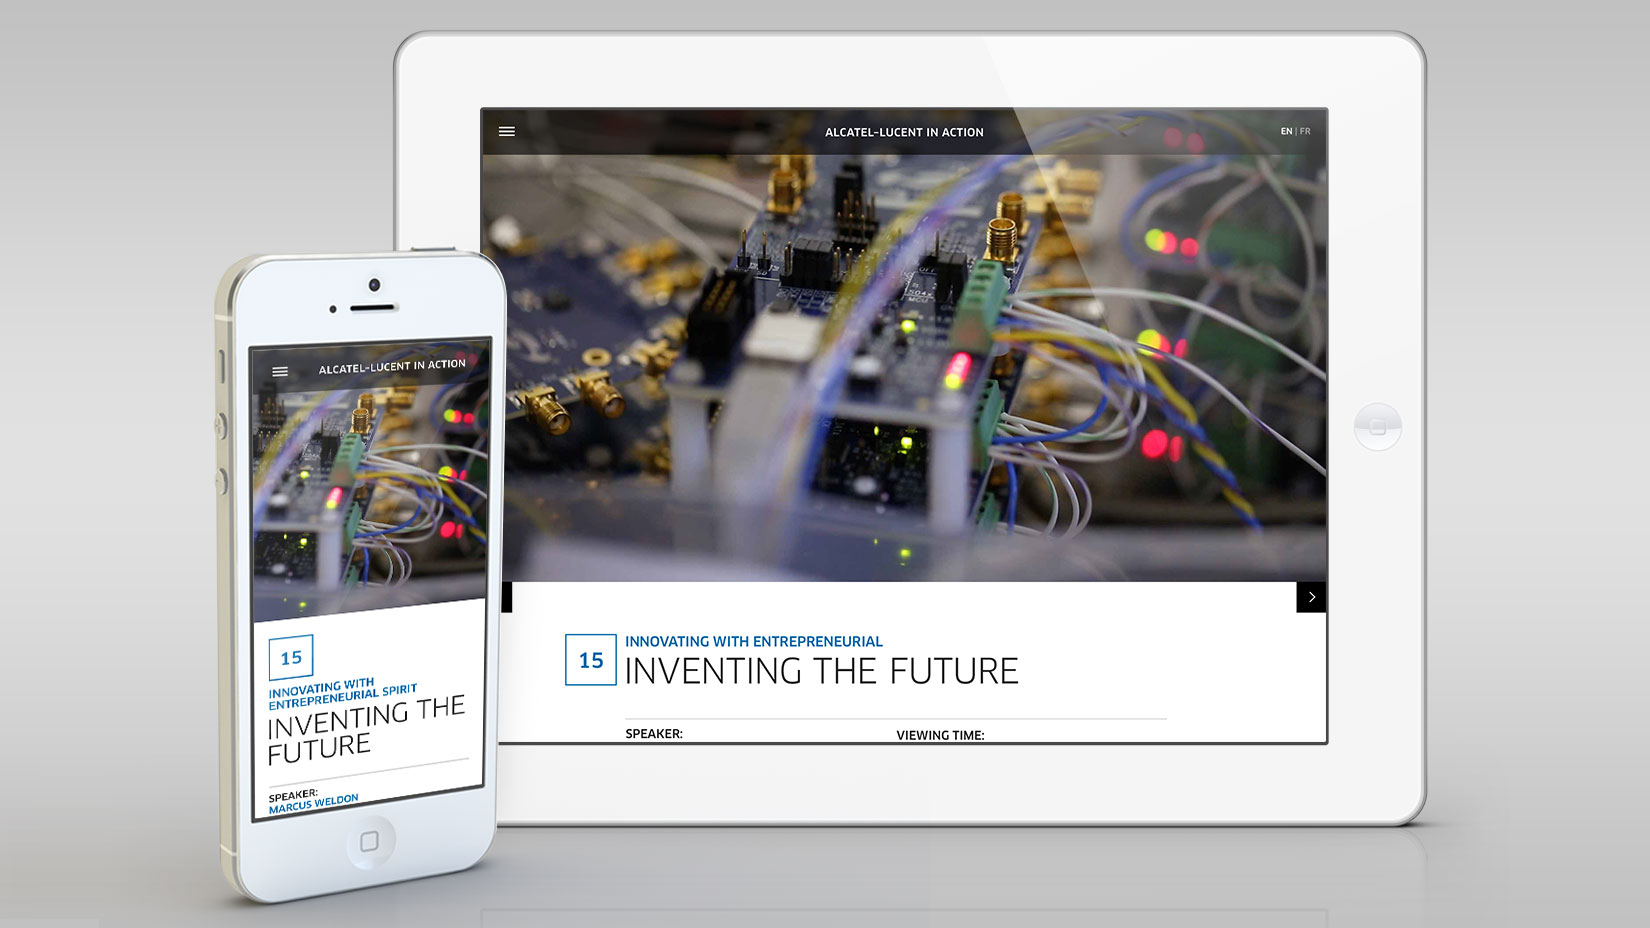 ALCATEL-LUCENT IN ACTION
EN | FR
15
INNOVATING WITH ENTREPRENEURIAL
INVENTING THE FUTURE
SPEAKER:
VIEWING TIME:
ALCATEL-LUCENT IN ACTION
15
INNOVATING WITH
ENTREPRENEURIAL SPIRIT
INVENTING THE
FUTURE
SPEAKER:
MARCUS WELDON